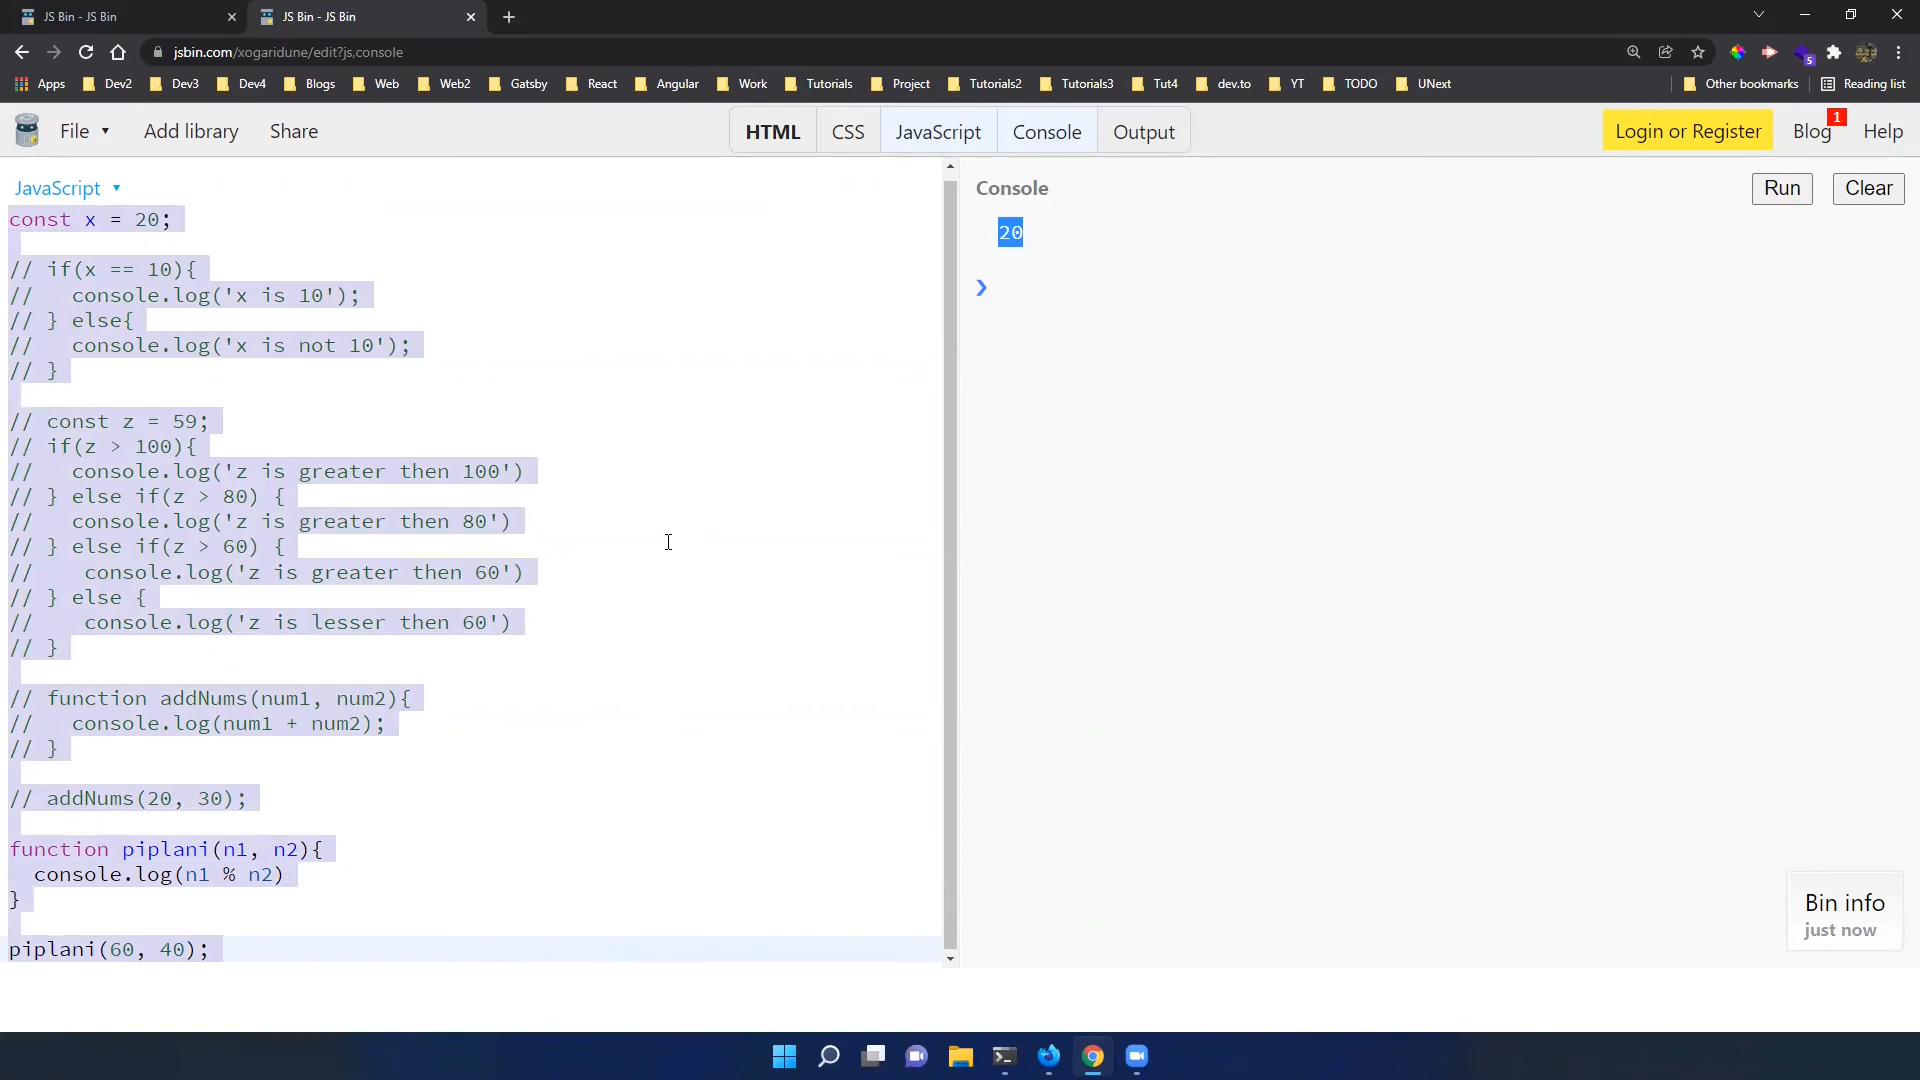 JS Bin - JS Bin
JS Bin - JS Bin
jsbin.com/xogaridune/edit?js,console
5
Apps Dev2 Dev3 Dev4 Blogs Web Web2 Gatsby React Angular Work Tutorials Project Tutorials2 Tutorials3 Tut4 dev.to YT TODO UNext Other bookmarks Reading list
File Add library Share HTML CSS JavaScript Console Output Login or Register Blog 1 Help
JavaScript
const x = 20;
// if(x == 10){
//   console.log('x is 10');
// } else{
//   console.log('x is not 10');
// }
// const z = 59;
// if(z > 100){
//   console.log('z is greater then 100')
// } else if(z > 80) {
//   console.log('z is greater then 80')
// } else if(z > 60) {
//    console.log('z is greater then 60')
// } else {
//    console.log('z is lesser then 60')
// }
// function addNums(num1, num2){
//   console.log(num1 + num2);
// }
// addNums(20, 30);
function piplani(n1, n2){
  console.log(n1 % n2)
}
piplani(60, 40);
Console Run Clear
20
Bin info
just now